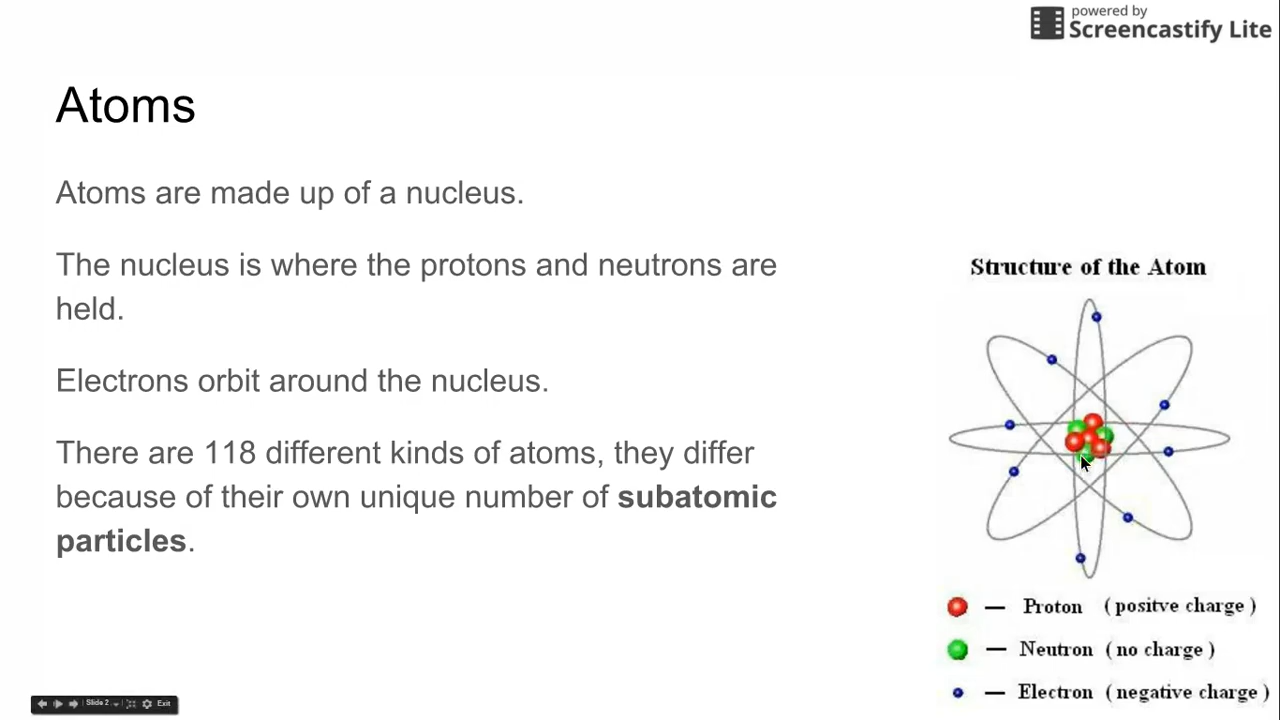 powered by
Screencastify Lite
Atoms
Atoms are made up of a nucleus.
The nucleus is where the protons and neutrons are
held.
Electrons orbit around the nucleus.
There are 118 different kinds of atoms, they differ
because of their own unique number of subatomic
particles.
Structure of the Atom
Proton ( positve charge )
Neutron ( no charge )
Electron ( negative charge )
Slide 2
Exit